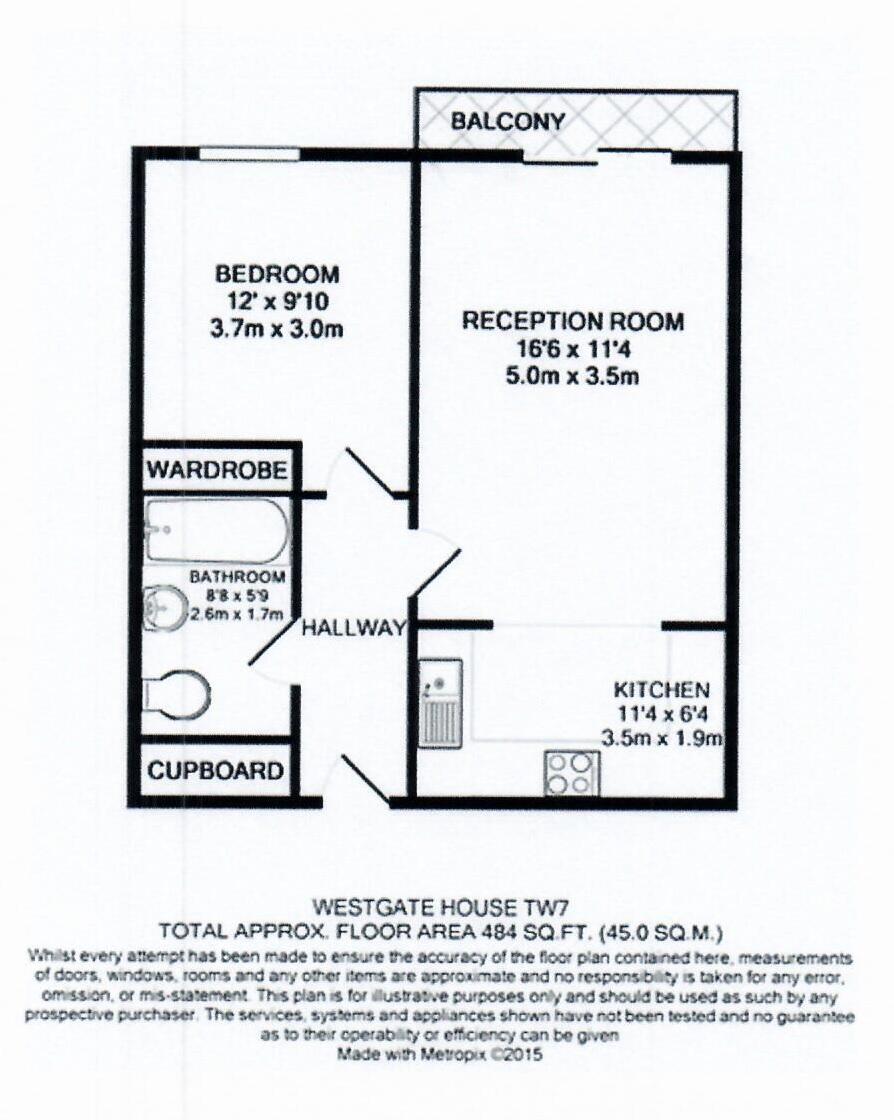 BALCONY
BEDROOM
12' x 9'10
3.7m x 3.0m
RECEPTION ROOM
16'6 x 11'4
5.0m x 3.5m
WARDROBE
BATHROOM
8'8 x 5'9
2.6m x 1.7m
HALLWAY
KITCHEN
11'4 x 6'4
3.5m x 1.9m
CUPBOARD
WESTGATE HOUSE TW7
TOTAL APPROX. FLOOR AREA 484 SQ.FT. (45.0 SQ.M.)
Whilst every attempt has been made to ensure the accuracy of the floor plan contained here, measurements
of doors, windows, rooms and any other items are approximate and no responsibility is taken for any error,
omission, or mis-statement. This plan is for illustrative purposes only and should be used as such by any
prospective purchaser. The services, systems and appliances shown have not been tested and no guarantee
as to their operability or efficiency can be given
Made with Metropix ©2015